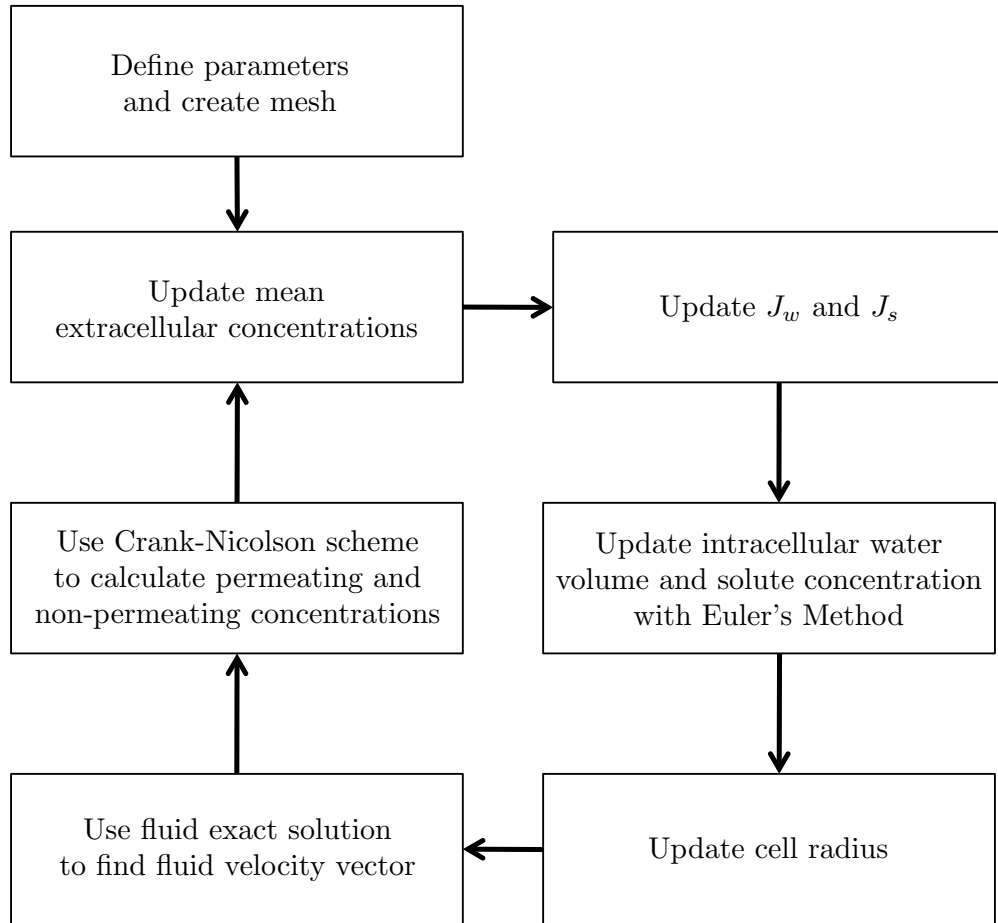 Define parameters
and create mesh
Update mean
extracellular concentrations
Update J_w and J_s
Use Crank-Nicolson scheme
to calculate permeating and
non-permeating concentrations
Update intracellular water
volume and solute concentration
with Euler's Method
Use fluid exact solution
to find fluid velocity vector
Update cell radius